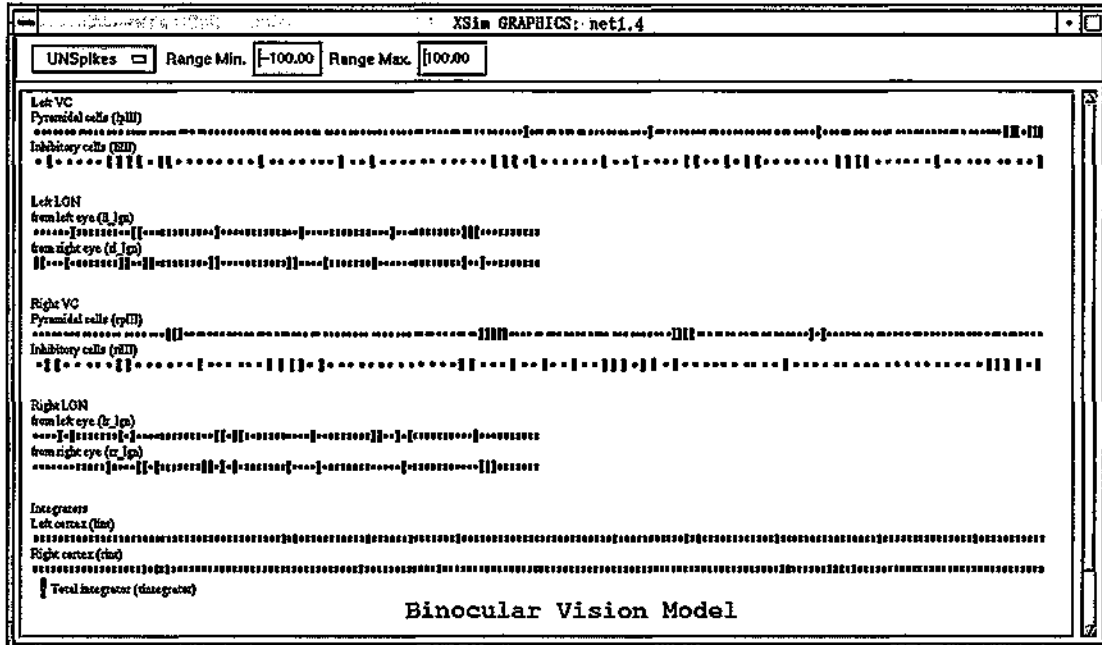 XSim GRAPHICS: net1.4
UNSpikes Range Min. -100.00 Range Max. 100.00
Left VC
Pyramidal cells (lpIII)
Inhibitory cells (liIII)
Left LGN
from left eye (ll_lgn)
from right eye (rl_lgn)
Right VC
Pyramidal cells (rpIII)
Inhibitory cells (riIII)
Right LGN
from left eye (lr_lgn)
from right eye (rr_lgn)
Integrators
Left cortex (lint)
Right cortex (rint)
Total integrator (tintegrator)
Binocular Vision Model